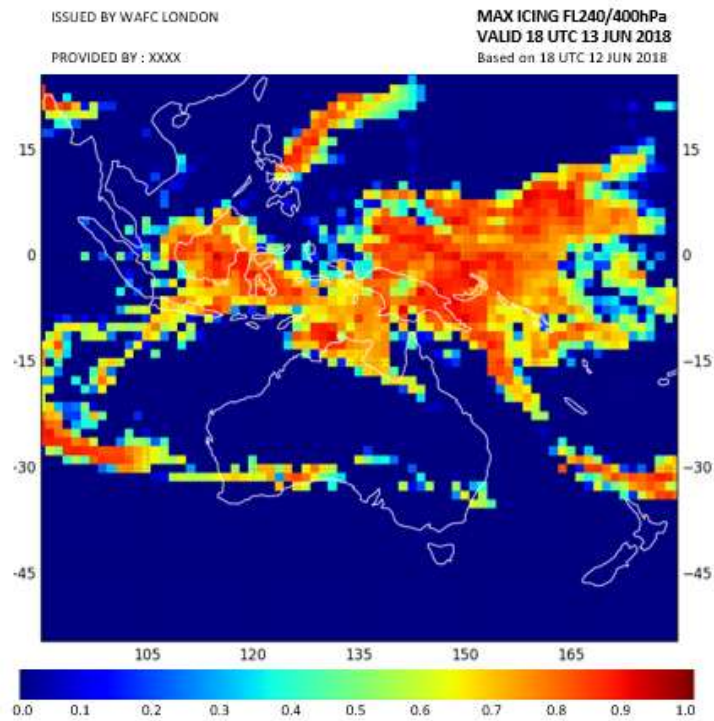 ISSUED BY WAFC LONDON
PROVIDED BY : XXXX
MAX ICING FL240/400hPa
VALID 18 UTC 13 JUN 2018
Based on 18 UTC 12 JUN 2018
15 15
0 0
-15 -15
-30 -30
-45 -45
105 120 135 150 165
0.0 0.1 0.2 0.3 0.4 0.5 0.6 0.7 0.8 0.9 1.0